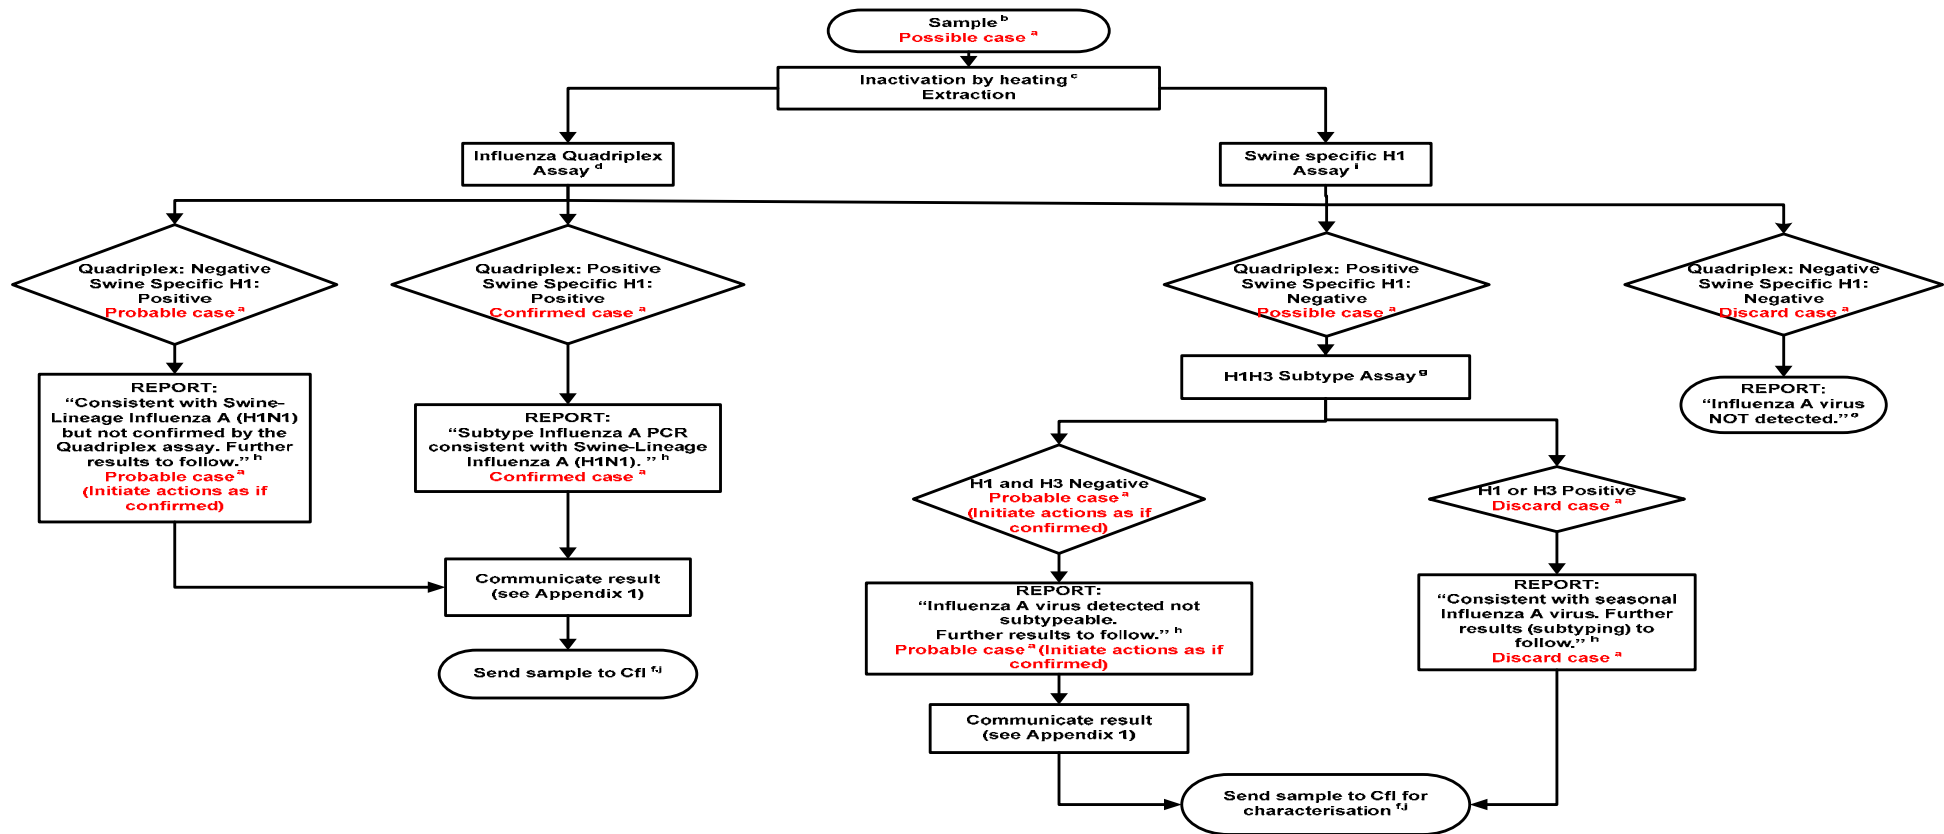 Sample b
Possible case a
Inactivation by heating c
Extraction
Influenza Quadriplex
Assay d
Swine specific H1
Assay i
Quadriplex: Negative
Swine Specific H1:
Positive
Probable case a
Quadriplex: Positive
Swine Specific H1:
Positive
Confirmed case a
Quadriplex: Positive
Swine Specific H1:
Negative
Possible case a
Quadriplex: Negative
Swine Specific H1:
Negative
Discard case a
REPORT:
“Consistent with Swine-
Lineage Influenza A (H1N1)
but not confirmed by the
Quadriplex assay. Further
results to follow.” h
Probable case a
(Initiate actions as if
confirmed)
REPORT:
“Subtype Influenza A PCR
consistent with Swine-Lineage
Influenza A (H1N1). ” h
Confirmed case a
H1H3 Subtype Assay g
REPORT:
“Influenza A virus
NOT detected.” e
H1 and H3 Negative
Probable case a
(Initiate actions as if
confirmed)
H1 or H3 Positive
Discard case a
Communicate result
(see Appendix 1)
REPORT:
“Influenza A virus detected not
subtypeable.
Further results to follow.” h
Probable case a (Initiate actions as if
confirmed)
REPORT:
“Consistent with seasonal
Influenza A virus. Further
results (subtyping) to
follow.” h
Discard case a
Send sample to CfI f,j
Communicate result
(see Appendix 1)
Send sample to CfI for
characterisation f,j